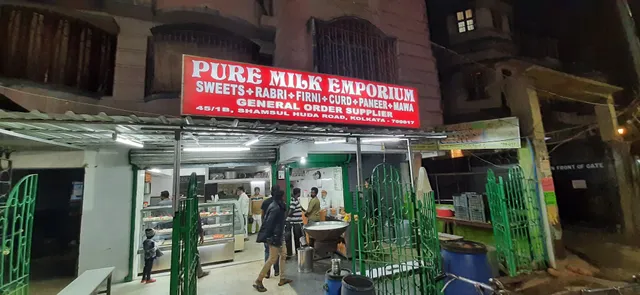 PURE MILK EMPORIUM
SWEETS+RABRI+FIRNI+CURD+PANEER+MAWA
GENERAL ORDER SUPPLIER
45/1B, SHAMSUL HUDA ROAD, KOLKATA - 700017
FRONT OF GATE